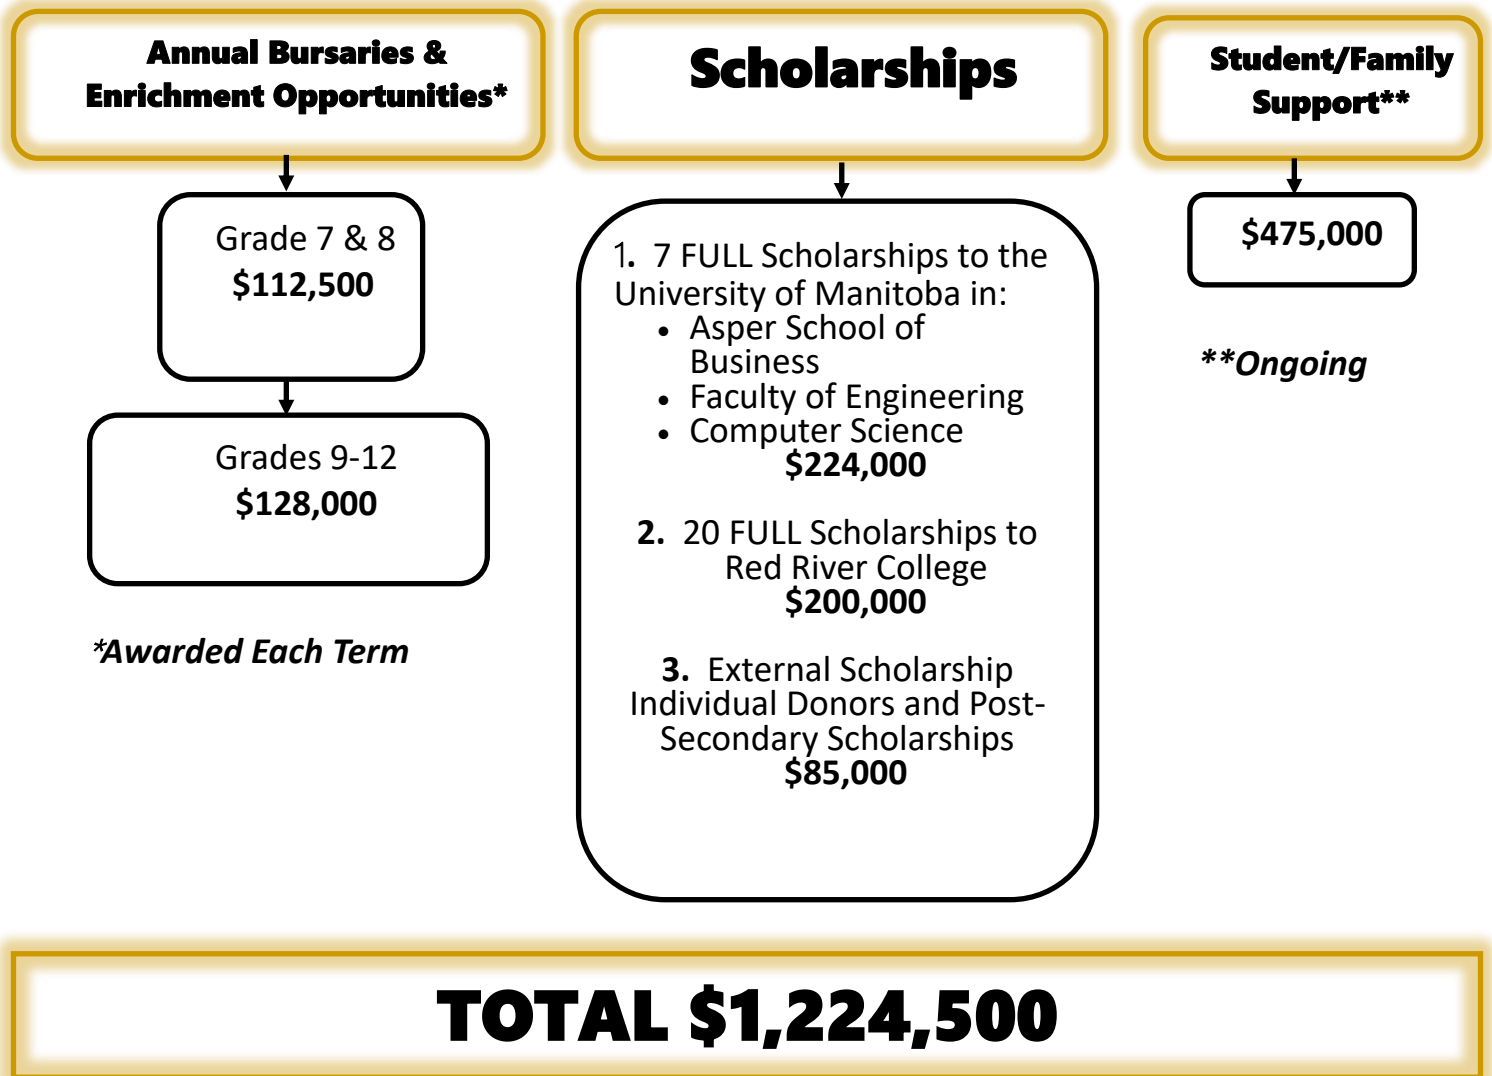 Annual Bursaries &
Enrichment Opportunities*
Grade 7 & 8
$112,500
Grades 9-12
$128,000
*Awarded Each Term
Scholarships
1. 7 FULL Scholarships to the
University of Manitoba in:
• Asper School of
Business
• Faculty of Engineering
• Computer Science
$224,000
2. 20 FULL Scholarships to
Red River College
$200,000
3. External Scholarship
Individual Donors and Post-
Secondary Scholarships
$85,000
Student/Family
Support**
$475,000
**Ongoing
TOTAL $1,224,500